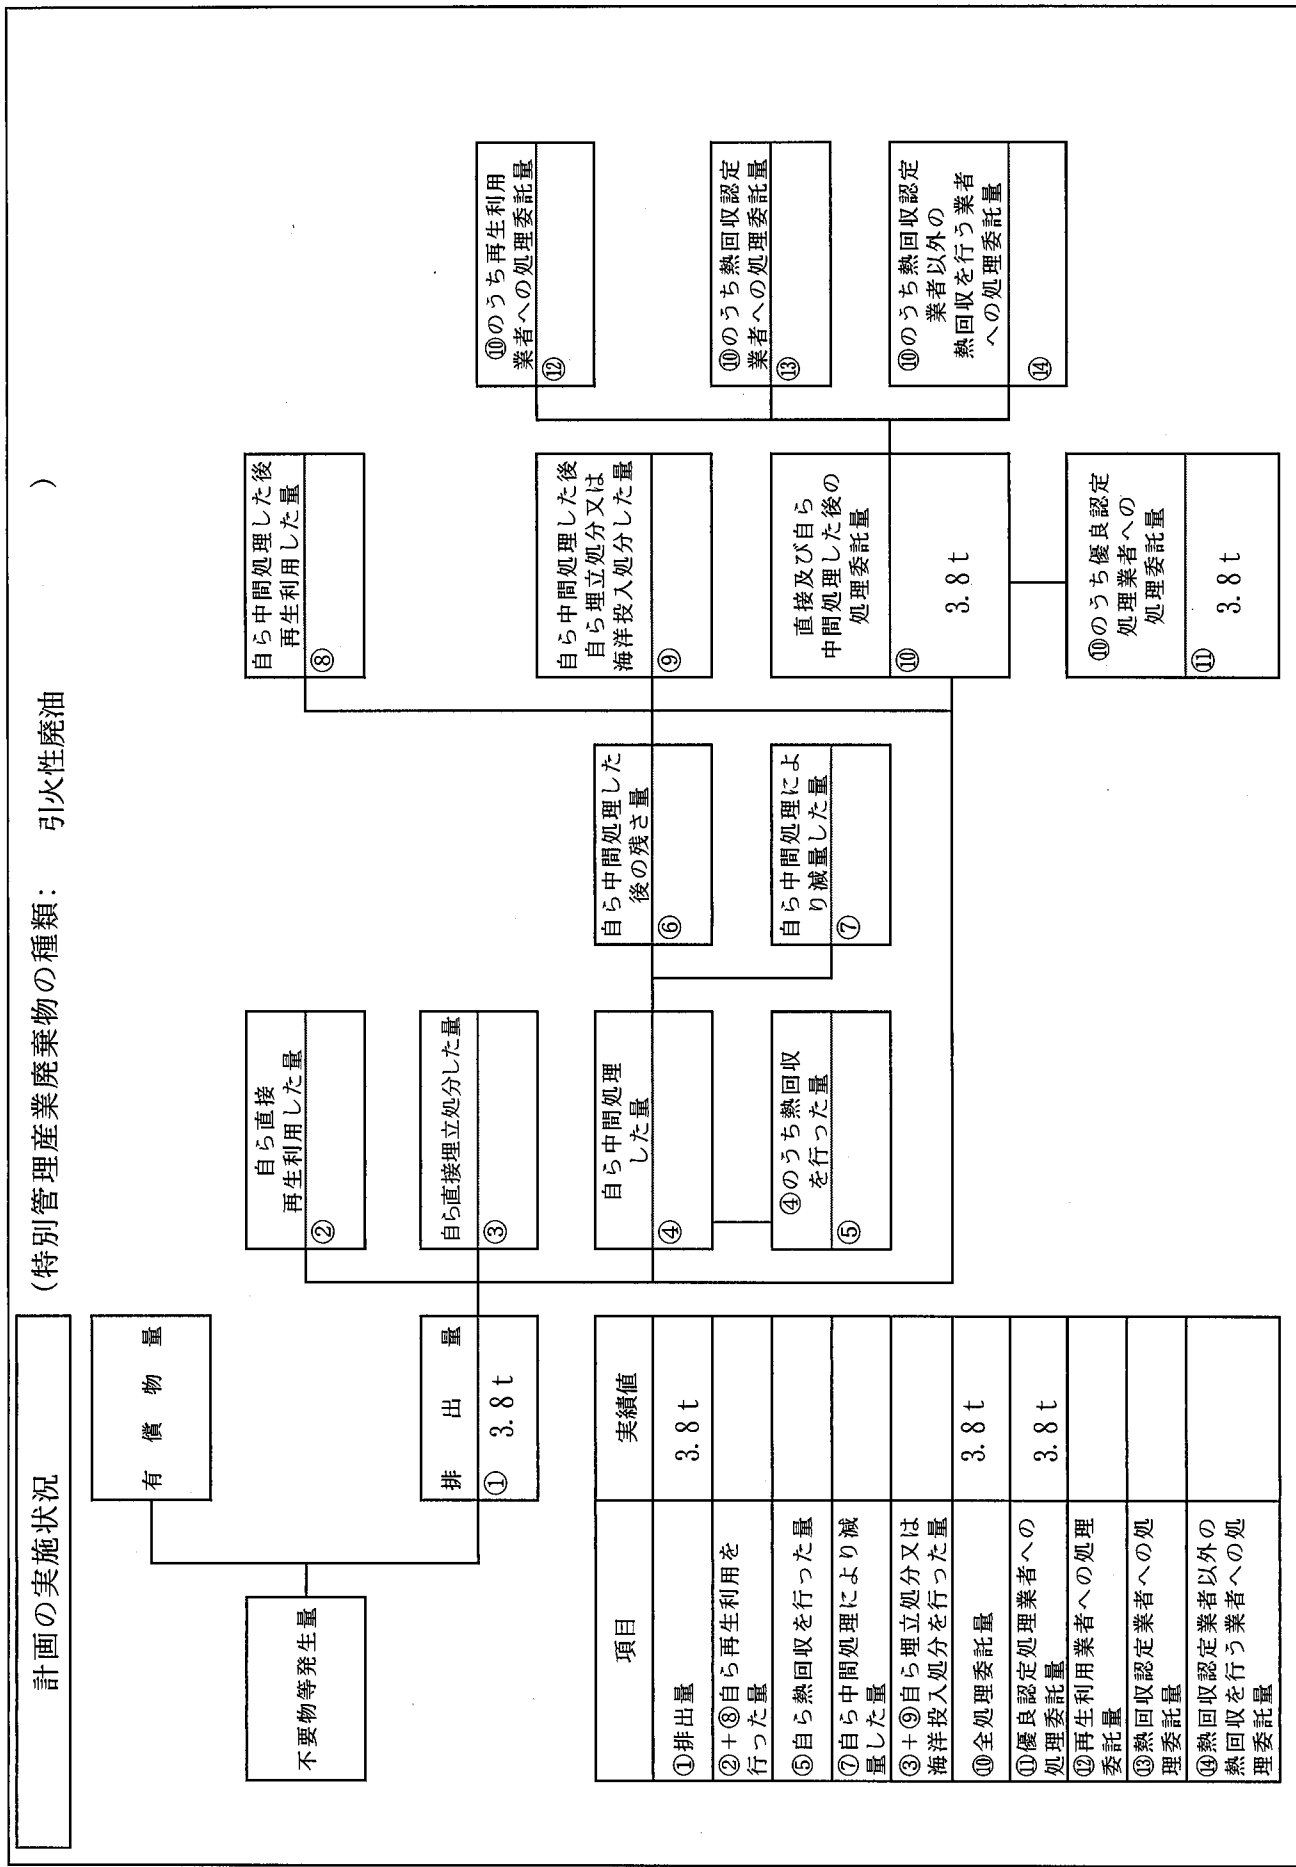 計画の実施状況
(特別管理産業廃棄物の種類： 引火性廃油 )
不要物等発生量
有 償 物 量
排 出 量
① 3.8 t
自ら直接
再生利用した量
②
自ら直接埋立処分した量
③
自ら中間処理
した量
④
④のうち熱回収
を行った量
⑤
自ら中間処理した
後の残さ量
⑥
自ら中間処理によ
り減量した量
⑦
自ら中間処理した後
再生利用した量
⑧
自ら中間処理した後
自ら埋立処分又は
海洋投入処分した量
⑨
直接及び自ら
中間処理した後の
処理委託量
⑩
3.8 t
⑩のうち優良認定
処理業者への
処理委託量
⑪
3.8 t
⑩のうち再生利用
業者への処理委託量
⑫
⑩のうち熱回収認定
業者への処理委託量
⑬
⑩のうち熱回収認定
業者以外の
熱回収を行う業者
への処理委託量
⑭
項目 実績値
①排出量 3.8 t
②+⑧自ら再生利用を
行った量
⑤自ら熱回収を行った量
⑦自ら中間処理により減
量した量
③+⑨自ら埋立処分又は
海洋投入処分を行った量
⑩全処理委託量 3.8 t
⑪優良認定処理業者への
処理委託量 3.8 t
⑫再生利用業者への処理
委託量
⑬熱回収認定業者への処
理委託量
⑭熱回収認定業者以外の
熱回収を行う業者への処
理委託量